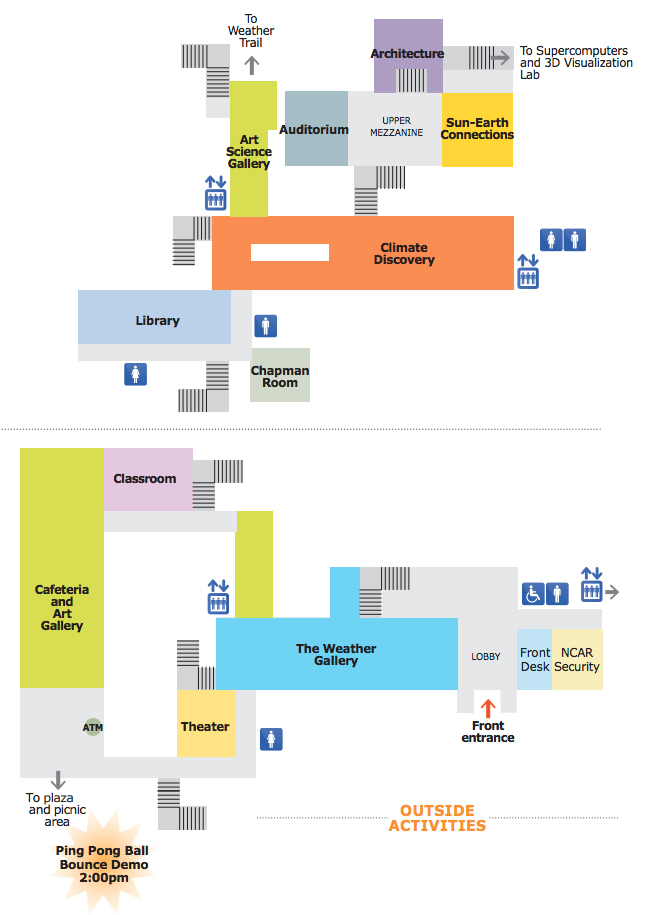 To
Weather
Trail
Architecture
To Supercomputers
and 3D Visualization
Lab
Auditorium
UPPER
MEZZANINE
Sun-Earth
Connections
Art
Science
Gallery
Climate
Discovery
Library
Chapman
Room
Classroom
Cafeteria
and
Art
Gallery
The Weather
Gallery
LOBBY
Front
Desk
NCAR
Security
ATM
Theater
Front
entrance
To plaza
and picnic
area
OUTSIDE
ACTIVITIES
Ping Pong Ball
Bounce Demo
2:00pm